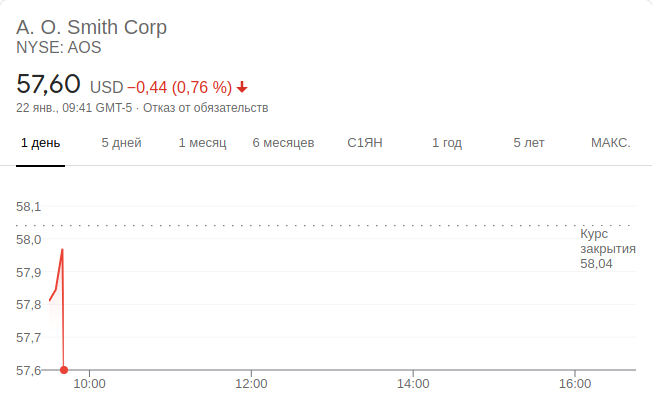 A. O. Smith Corp
NYSE: AOS
57,60 USD −0,44 (0,76 %)
22 янв., 09:41 GMT-5 · Отказ от обязательств
1 день 5 дней 1 месяц 6 месяцев С1ЯН 1 год 5 лет МАКС.
58,1
58,0
57,9
57,8
57,7
57,6
Курс
закрытия
58,04
10:00 12:00 14:00 16:00